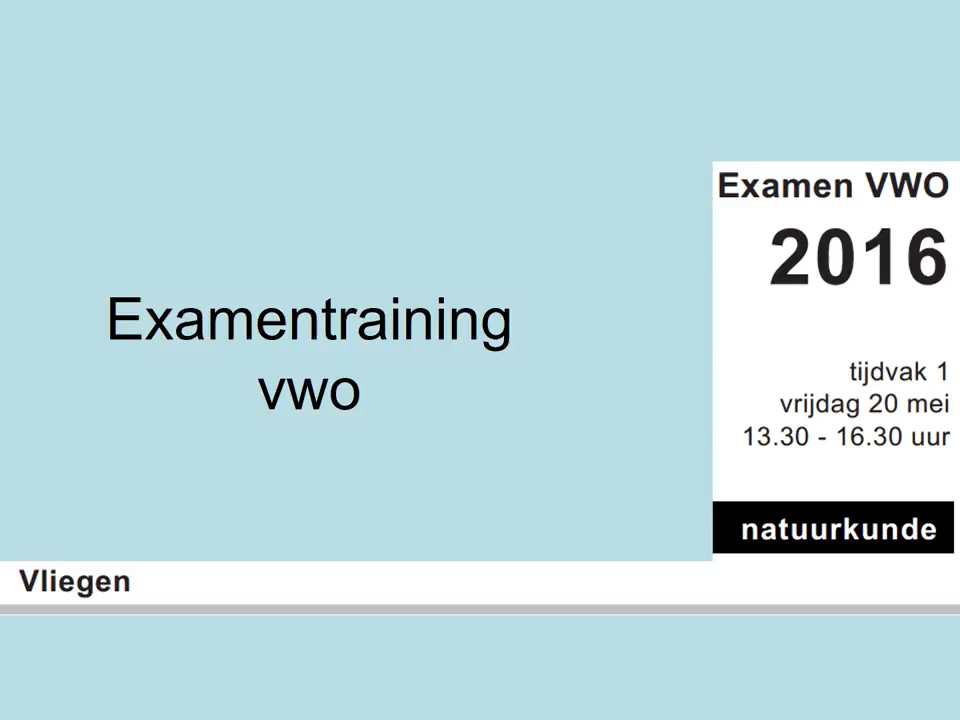 Examen VWO
2016
Examentraining
vwo
tijdvak 1
vrijdag 20 mei
13.30 - 16.30 uur
natuurkunde
Vliegen